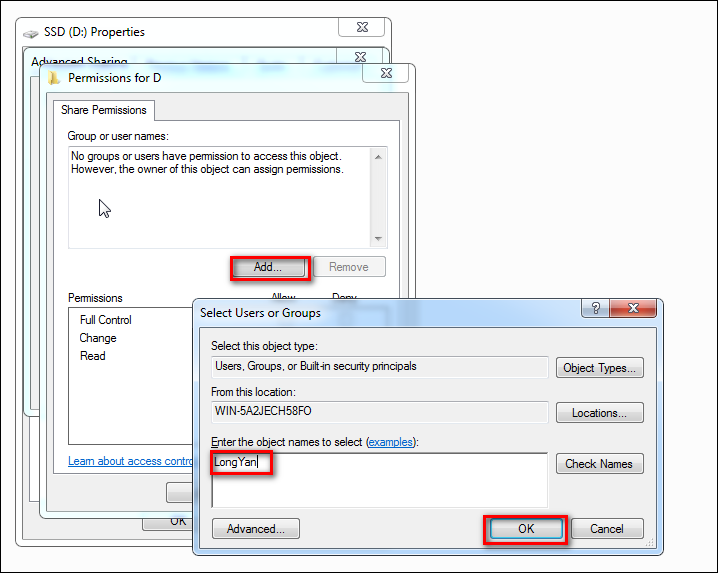 SSD (D:) Properties
Advanced Sharing
Permissions for D
Share Permissions
Group or user names:
No groups or users have permission to access this object.
However, the owner of this object can assign permissions.
Add...
Remove
Permissions
Allow
Deny
Full Control
Change
Read
Learn about access contro
OK
Select Users or Groups
?
Select this object type:
Users, Groups, or Built-in security principals
Object Types...
From this location:
WIN-5A2JECH58FO
Locations...
Enter the object names to select (examples):
LongYan
Check Names
Advanced...
OK
Cancel